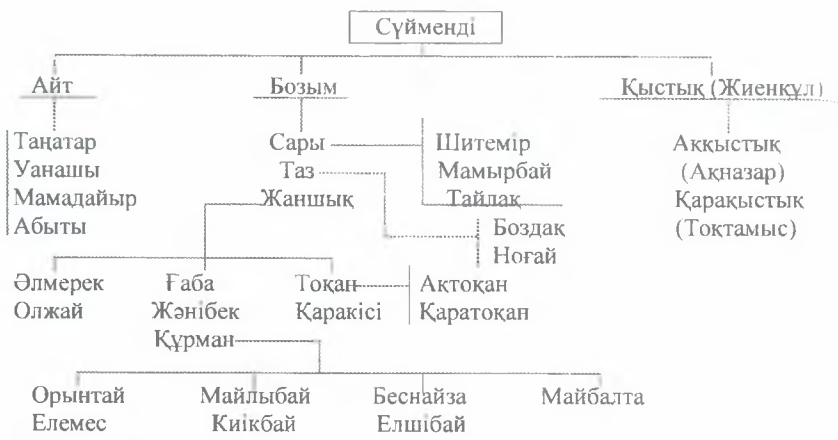 Сүйменді
Айт Бозым Қыстық (Жиенқұл)
Таңатар Сары Шитемір Аққыстық
Уанашы Таз Мамырбай (Ақназар)
Мамадайыр Жаншық Тайлақ Қарақыстық
Абыты Боздақ (Тоқтамыс)
Ноғай
Әлмерек Ғаба Тоқан Ақтоқан
Олжай Жәнібек Қаракісі Қаратоқан
Құрман
Орынтай Майлыбай Беснайза Майбалта
Елемес Киікбай Елшібай